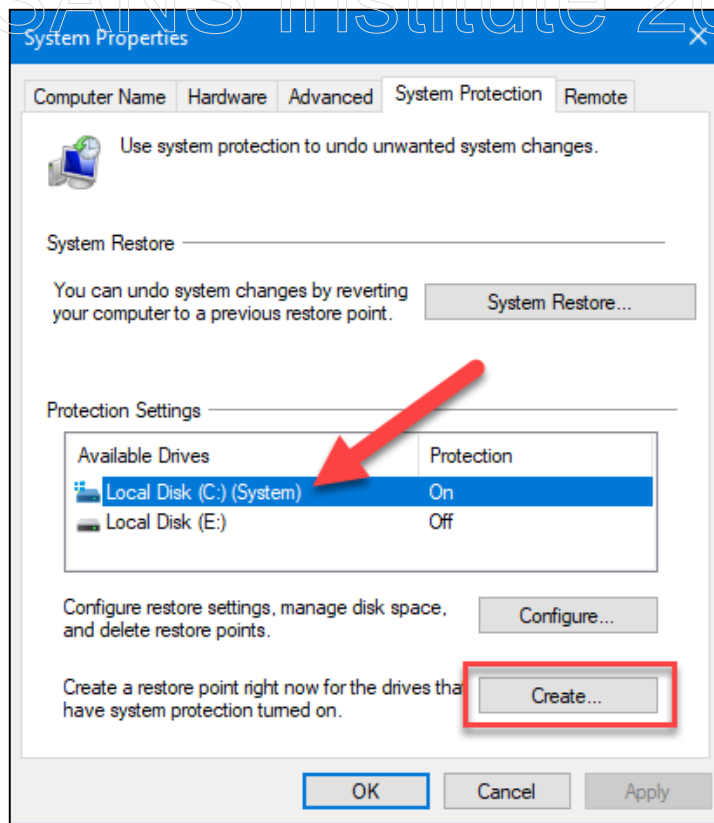 SANS Institute 20
System Properties
Computer Name Hardware Advanced System Protection Remote
Use system protection to undo unwanted system changes.
System Restore
You can undo system changes by reverting
your computer to a previous restore point.
System Restore...
Protection Settings
Available Drives Protection
Local Disk (C:) (System) On
Local Disk (E:) Off
Configure restore settings, manage disk space,
and delete restore points.
Configure...
Create a restore point right now for the drives tha
have system protection turned on.
Create...
OK Cancel Apply